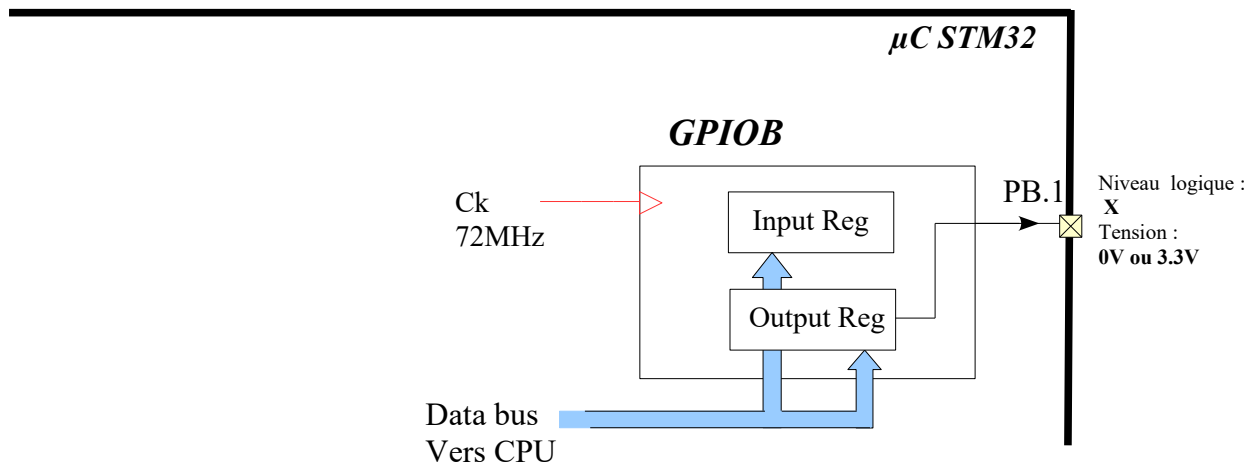 µC STM32
GPIOB
Ck
72MHz
Input Reg
Output Reg
PB.1
Niveau logique :
X
Tension :
0V ou 3.3V
Data bus
Vers CPU